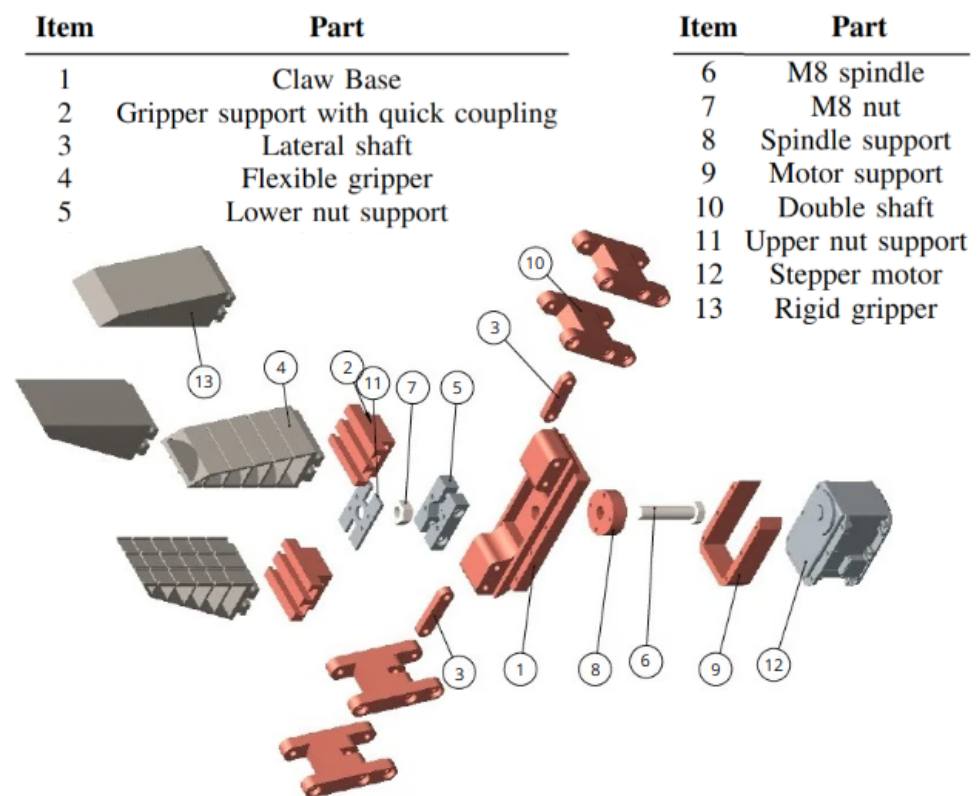 Item Part
1 Claw Base
2 Gripper support with quick coupling
3 Lateral shaft
4 Flexible gripper
5 Lower nut support
Item Part
6 M8 spindle
7 M8 nut
8 Spindle support
9 Motor support
10 Double shaft
11 Upper nut support
12 Stepper motor
13 Rigid gripper
10
3
13
4
2
11
7
5
3
1
8
6
9
12